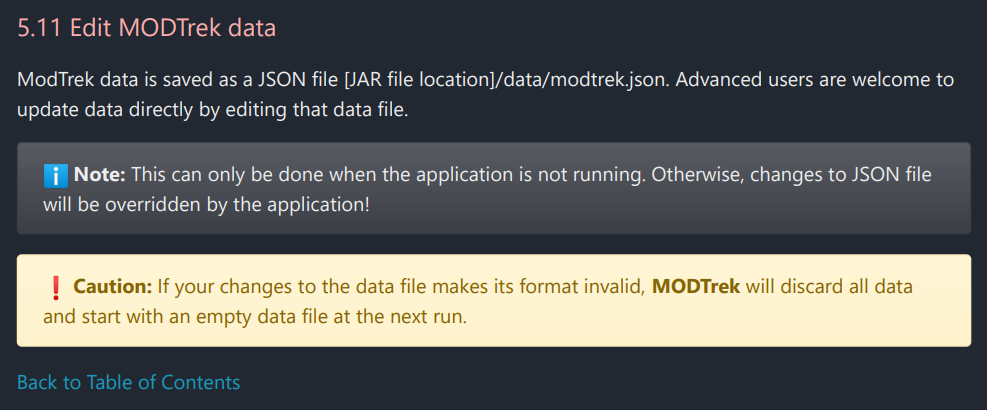 5.11 Edit MODTrek data
ModTrek data is saved as a JSON file [JAR file location]/data/modtrek.json. Advanced users are welcome to
update data directly by editing that data file.
ℹ️ Note: This can only be done when the application is not running. Otherwise, changes to JSON file
will be overridden by the application!
❗ Caution: If your changes to the data file makes its format invalid, MODTrek will discard all data
and start with an empty data file at the next run.
Back to Table of Contents